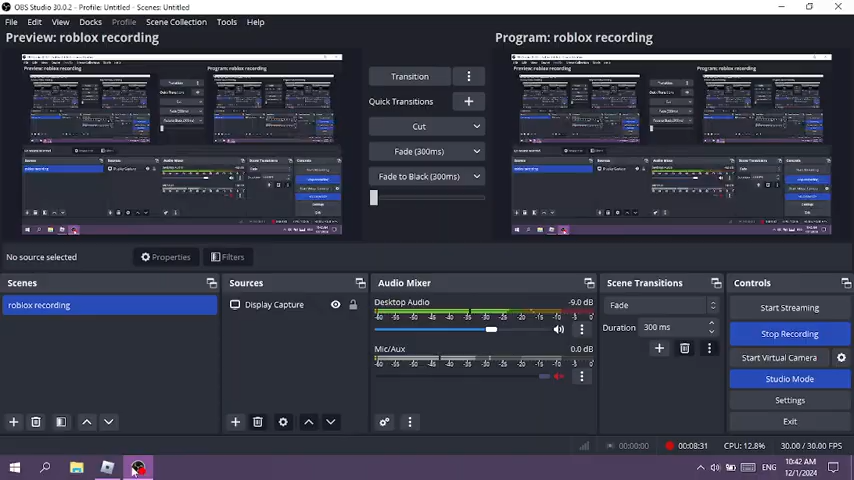 OBS Studio 30.0.2 - Profile: Untitled - Scenes: Untitled
File Edit View Docks Profile Scene Collection Tools Help
Preview: roblox recording
Program: roblox recording
Transition
Quick Transitions
Cut
Fade (300ms)
Fade to Black (300ms)
No source selected
Properties
Filters
Scenes
roblox recording
Sources
Display Capture
Audio Mixer
Desktop Audio -9.0 dB
-60 -55 -50 -45 -40 -35 -30 -25 -20 -15 -10 -5 0
Mic/Aux 0.0 dB
-60 -55 -50 -45 -40 -35 -30 -25 -20 -15 -10 -5 0
Scene Transitions
Fade
Duration 300 ms
Controls
Start Streaming
Stop Recording
Start Virtual Camera
Studio Mode
Settings
Exit
00:00:00 00:08:31 CPU: 12.8% 30.00 / 30.00 FPS
ENG
10:42 AM
12/1/2024